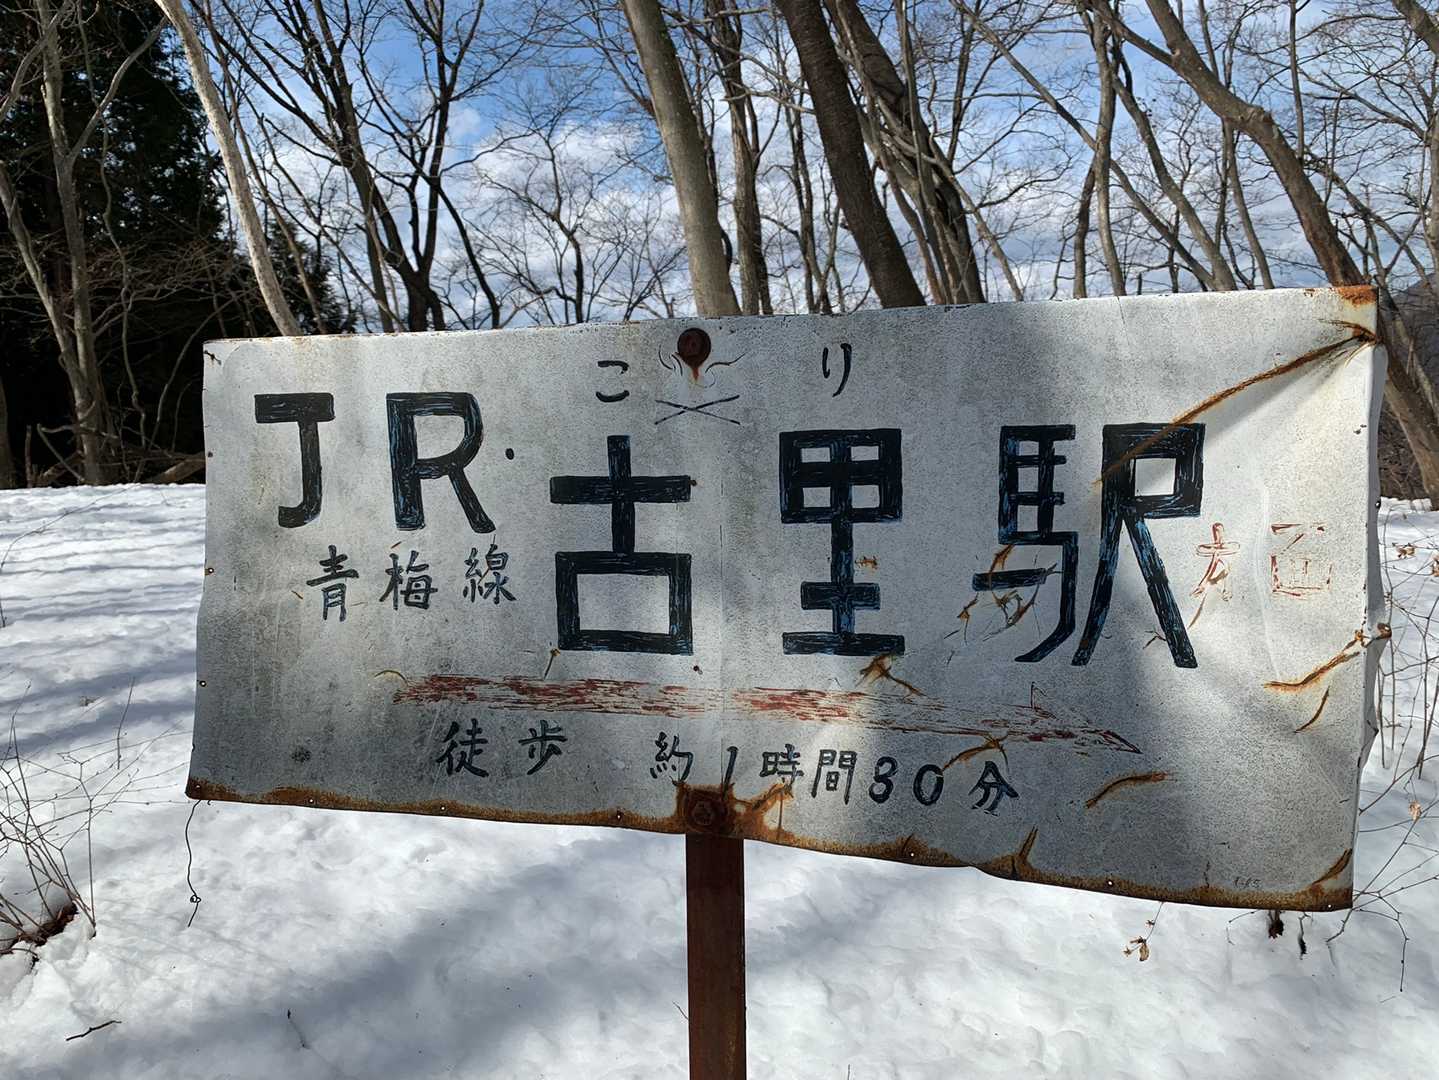 こり
JR・古里駅
青梅線
徒歩 約1時間30分